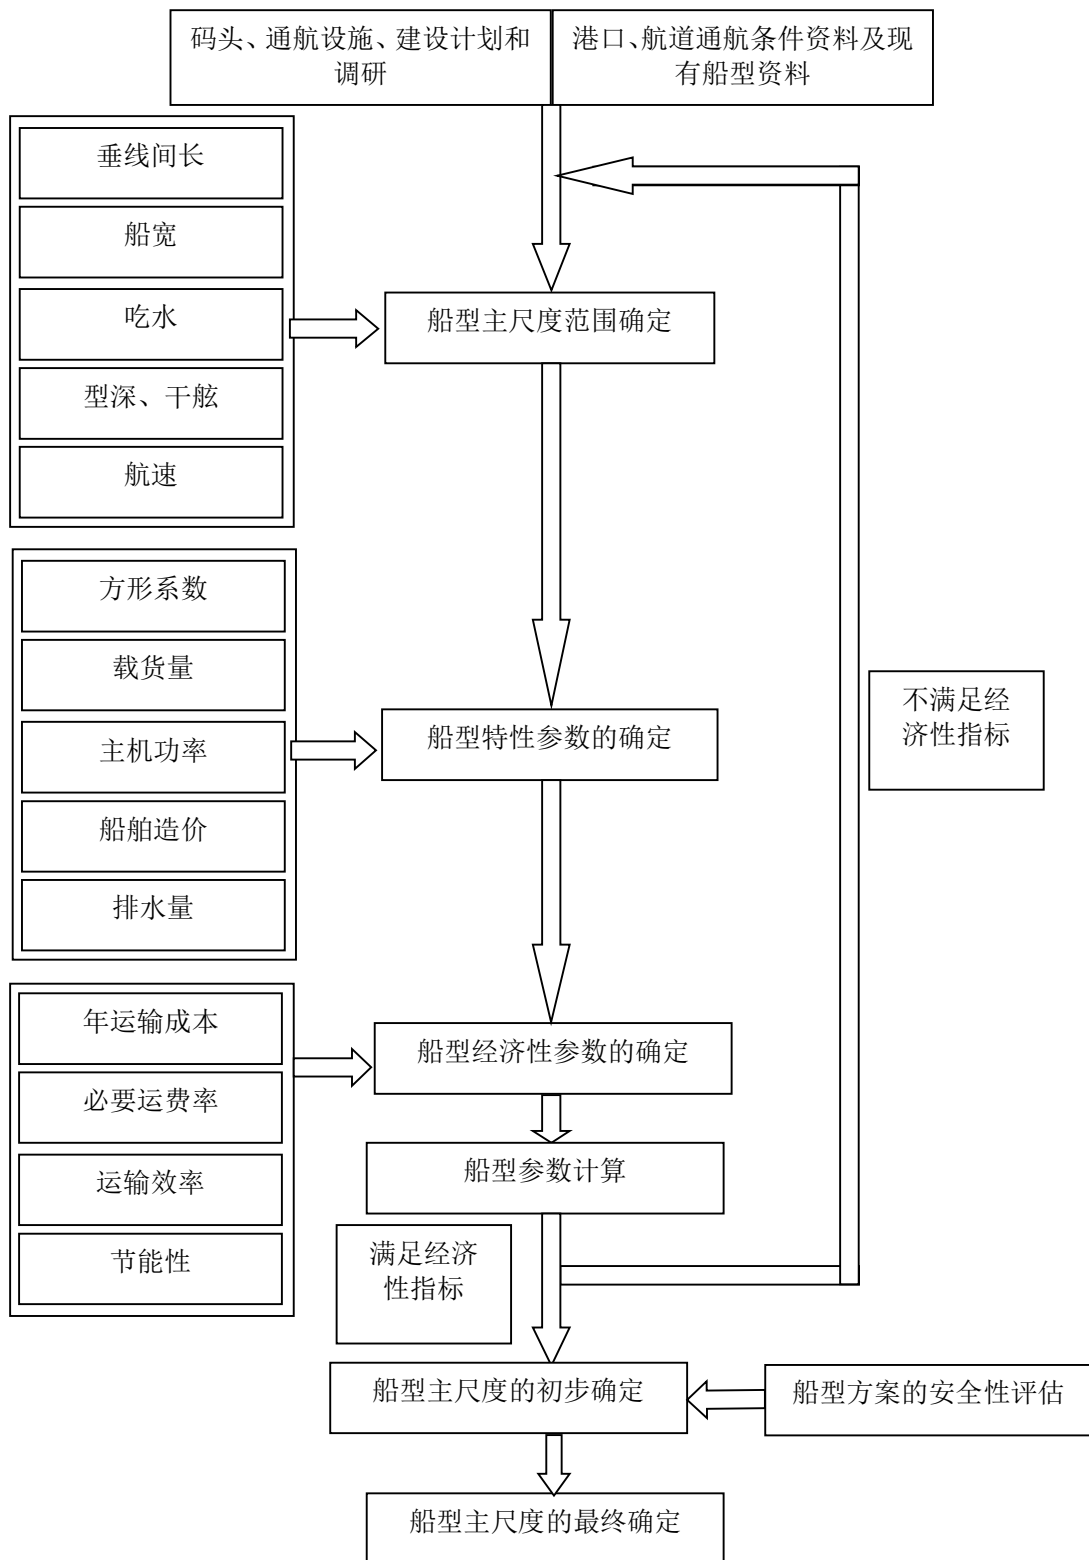 码头、通航设施、建设计划和
调研
港口、航道通航条件资料及现
有船型资料
垂线间长
船宽
吃水
型深、干舷
航速
船型主尺度范围确定
方形系数
载货量
主机功率
船舶造价
排水量
船型特性参数的确定
不满足经
济性指标
年运输成本
必要运费率
运输效率
节能性
船型经济性参数的确定
船型参数计算
满足经济
性指标
船型主尺度的初步确定
船型方案的安全性评估
船型主尺度的最终确定